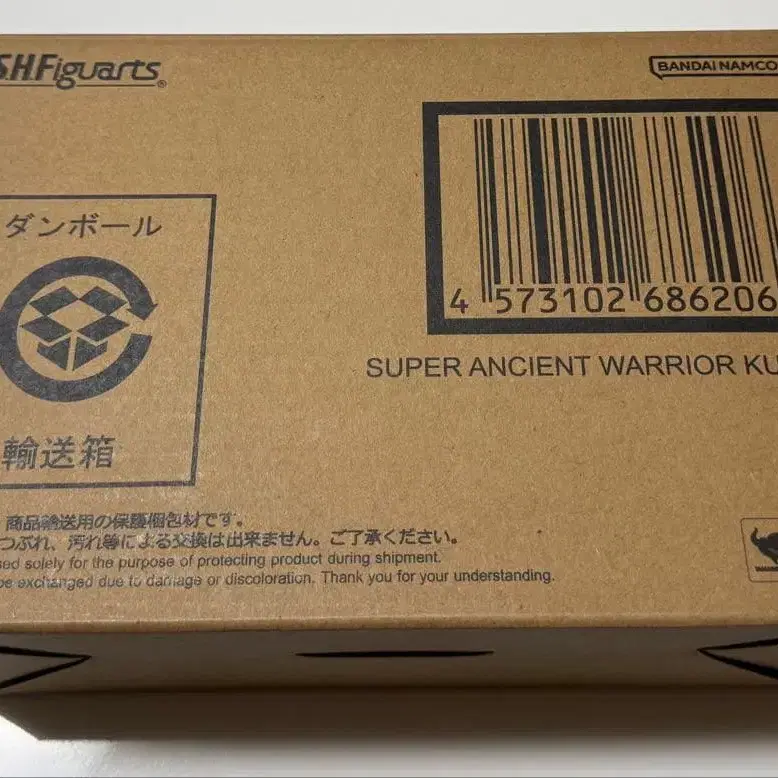 S.H.Figuarts®
BANDAI NAMCO
ダンボール
4 573102 686206
SUPER ANCIENT WARRIOR KU
輸送箱
商品輸送用の保護梱包材です。
つぶれ、汚れ等による交換は出来ません。ご了承ください。
sed solely for the purpose of protecting product during shipment.
be exchanged due to damage or discoloration. Thank you for your understanding.